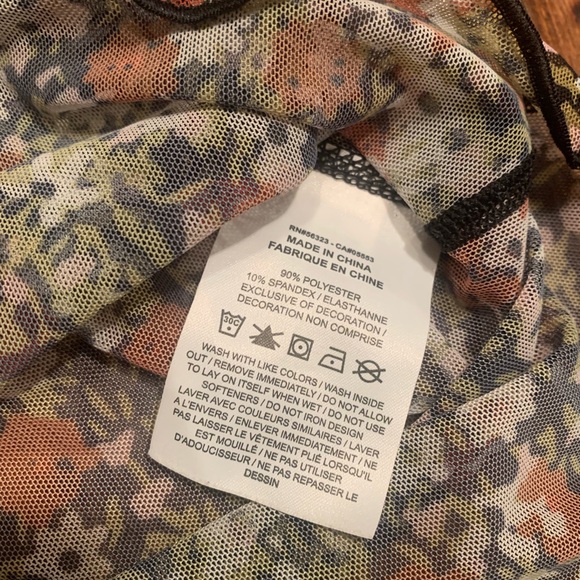 RN#56323 - CA#05553
MADE IN CHINA
FABRIQUE EN CHINE
90% POLYESTER
10% SPANDEX / ELASTHANNE
EXCLUSIVE OF DECORATION /
DECORATION NON COMPRISE
30C
WASH WITH LIKE COLORS / WASH INSIDE
OUT / REMOVE IMMEDIATELY / DO NOT ALLOW
TO LAY ON ITSELF WHEN WET / DO NOT USE
SOFTENERS / DO NOT IRON DESIGN
LAVER AVEC COULEURS SIMILAIRES / LAVER
A L'ENVERS / ENLEVER IMMEDIATEMENT / NE
PAS LAISSER LE VÊTEMENT PLIÉ LORSQU'IL
EST MOUILLÉ / NE PAS UTILISER
D'ADOUCISSEUR / NE PAS REPASSER LE
DESSIN